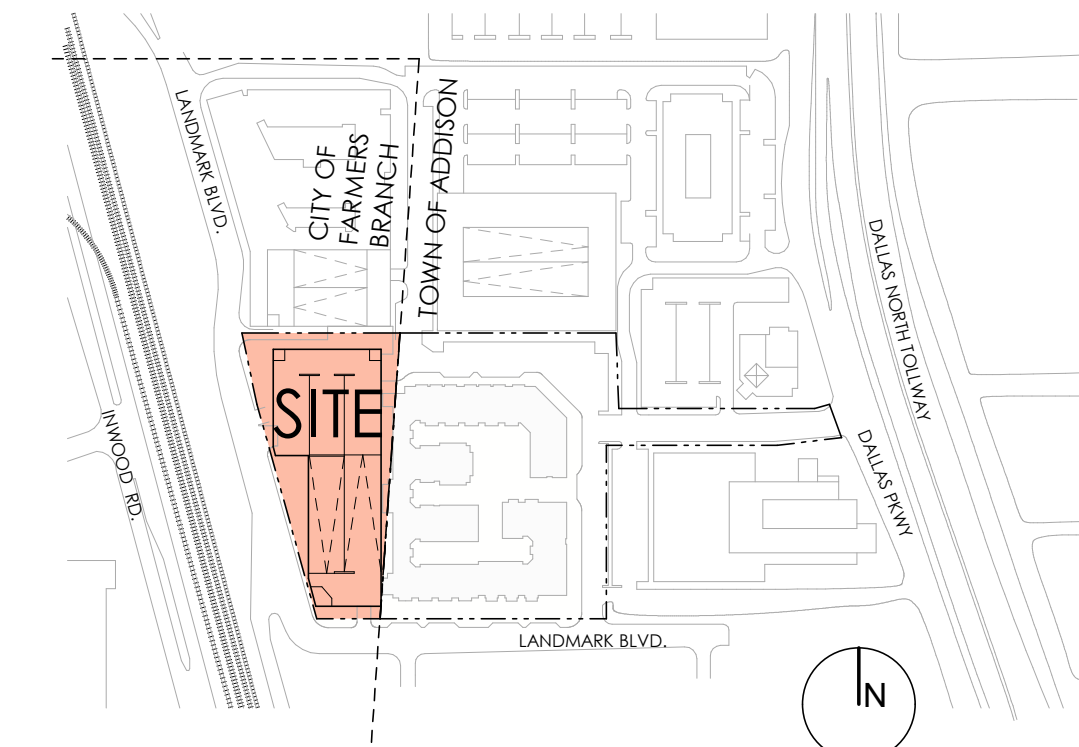 LANDMARK BLVD.
CITY OF
FARMERS
BRANCH
TOWN OF ADDISON
DALLAS NORTH TOLLWAY
SITE
INWOOD RD.
DALLAS PKWY
LANDMARK BLVD.
N